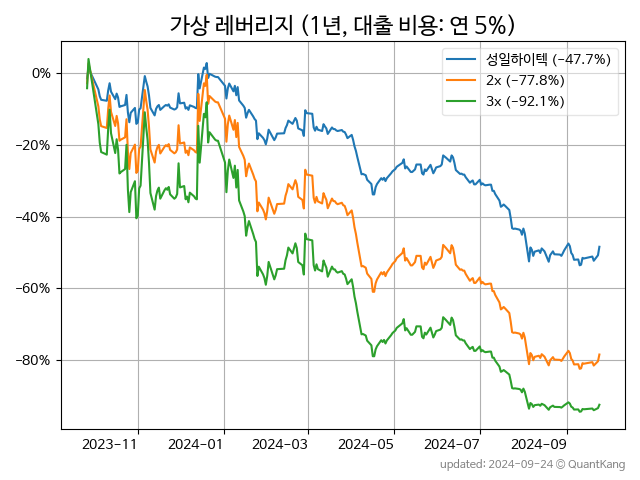 가상 레버리지 (1년, 대출 비용: 연 5%)
성일하이텍 (−47.7%)
2x (−77.8%)
3x (−92.1%)
0%
−20%
−40%
−60%
−80%
2023-11 2024-01 2024-03 2024-05 2024-07 2024-09
updated: 2024-09-24 © QuantKang